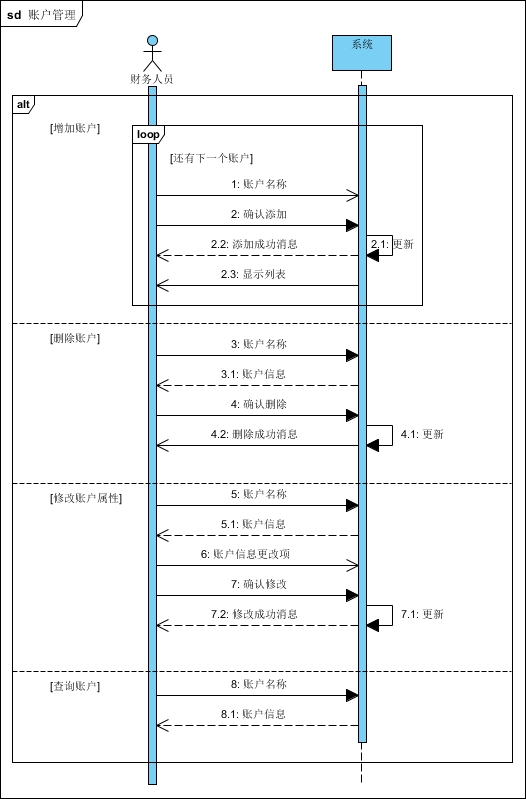 sd 账户管理
系统
财务人员
alt
[增加账户]
loop
[还有下一个账户]
1: 账户名称
2: 确认添加
2.2: 添加成功消息
2.1: 更新
2.3: 显示列表
[删除账户]
3: 账户名称
3.1: 账户信息
4: 确认删除
4.2: 删除成功消息
4.1: 更新
[修改账户属性]
5: 账户名称
5.1: 账户信息
6: 账户信息更改项
7: 确认修改
7.2: 修改成功消息
7.1: 更新
[查询账户]
8: 账户名称
8.1: 账户信息